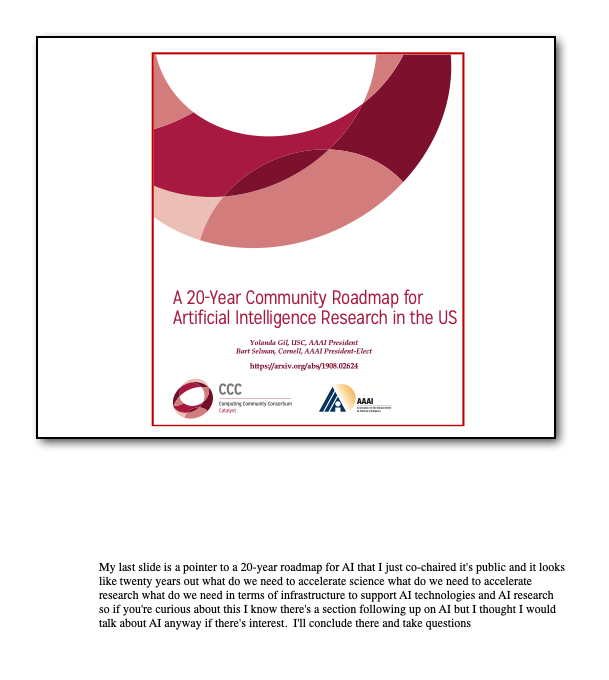 A 20-Year Community Roadmap for
Artificial Intelligence Research in the US
Yolanda Gil, USC, AAAI President
Bart Selman, Cornell, AAAI President-Elect
https://arxiv.org/abs/1908.02624
CCC
Computing Community Consortium
Catalyst
AAAI
Association for the Advancement
of Artificial Intelligence
My last slide is a pointer to a 20-year roadmap for AI that I just co-chaired it's public and it looks
like twenty years out what do we need to accelerate science what do we need to accelerate
research what do we need in terms of infrastructure to support AI technologies and AI research
so if you're curious about this I know there's a section following up on AI but I thought I would
talk about AI anyway if there's interest.  I'll conclude there and take questions